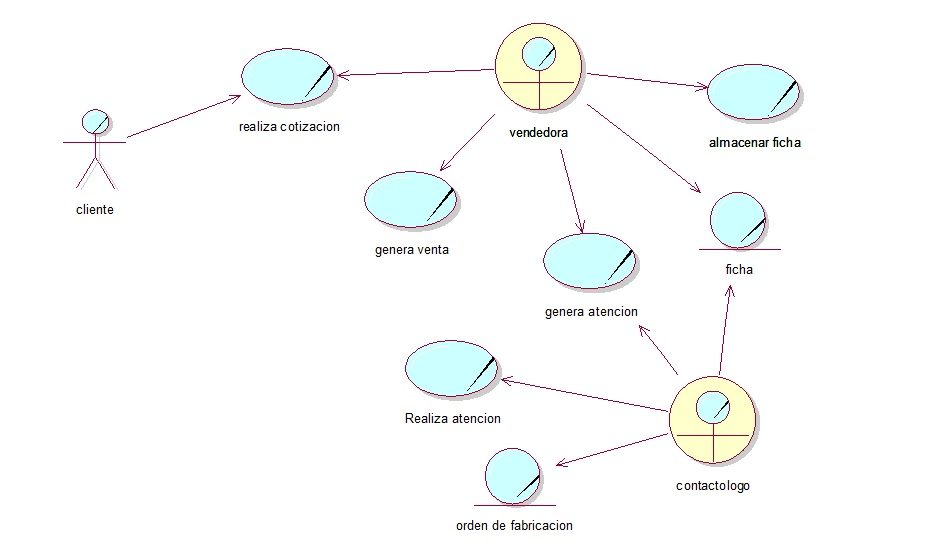 realiza cotizacion
vendedora
almacenar ficha
cliente
genera venta
ficha
genera atencion
Realiza atencion
contactologo
orden de fabricacion